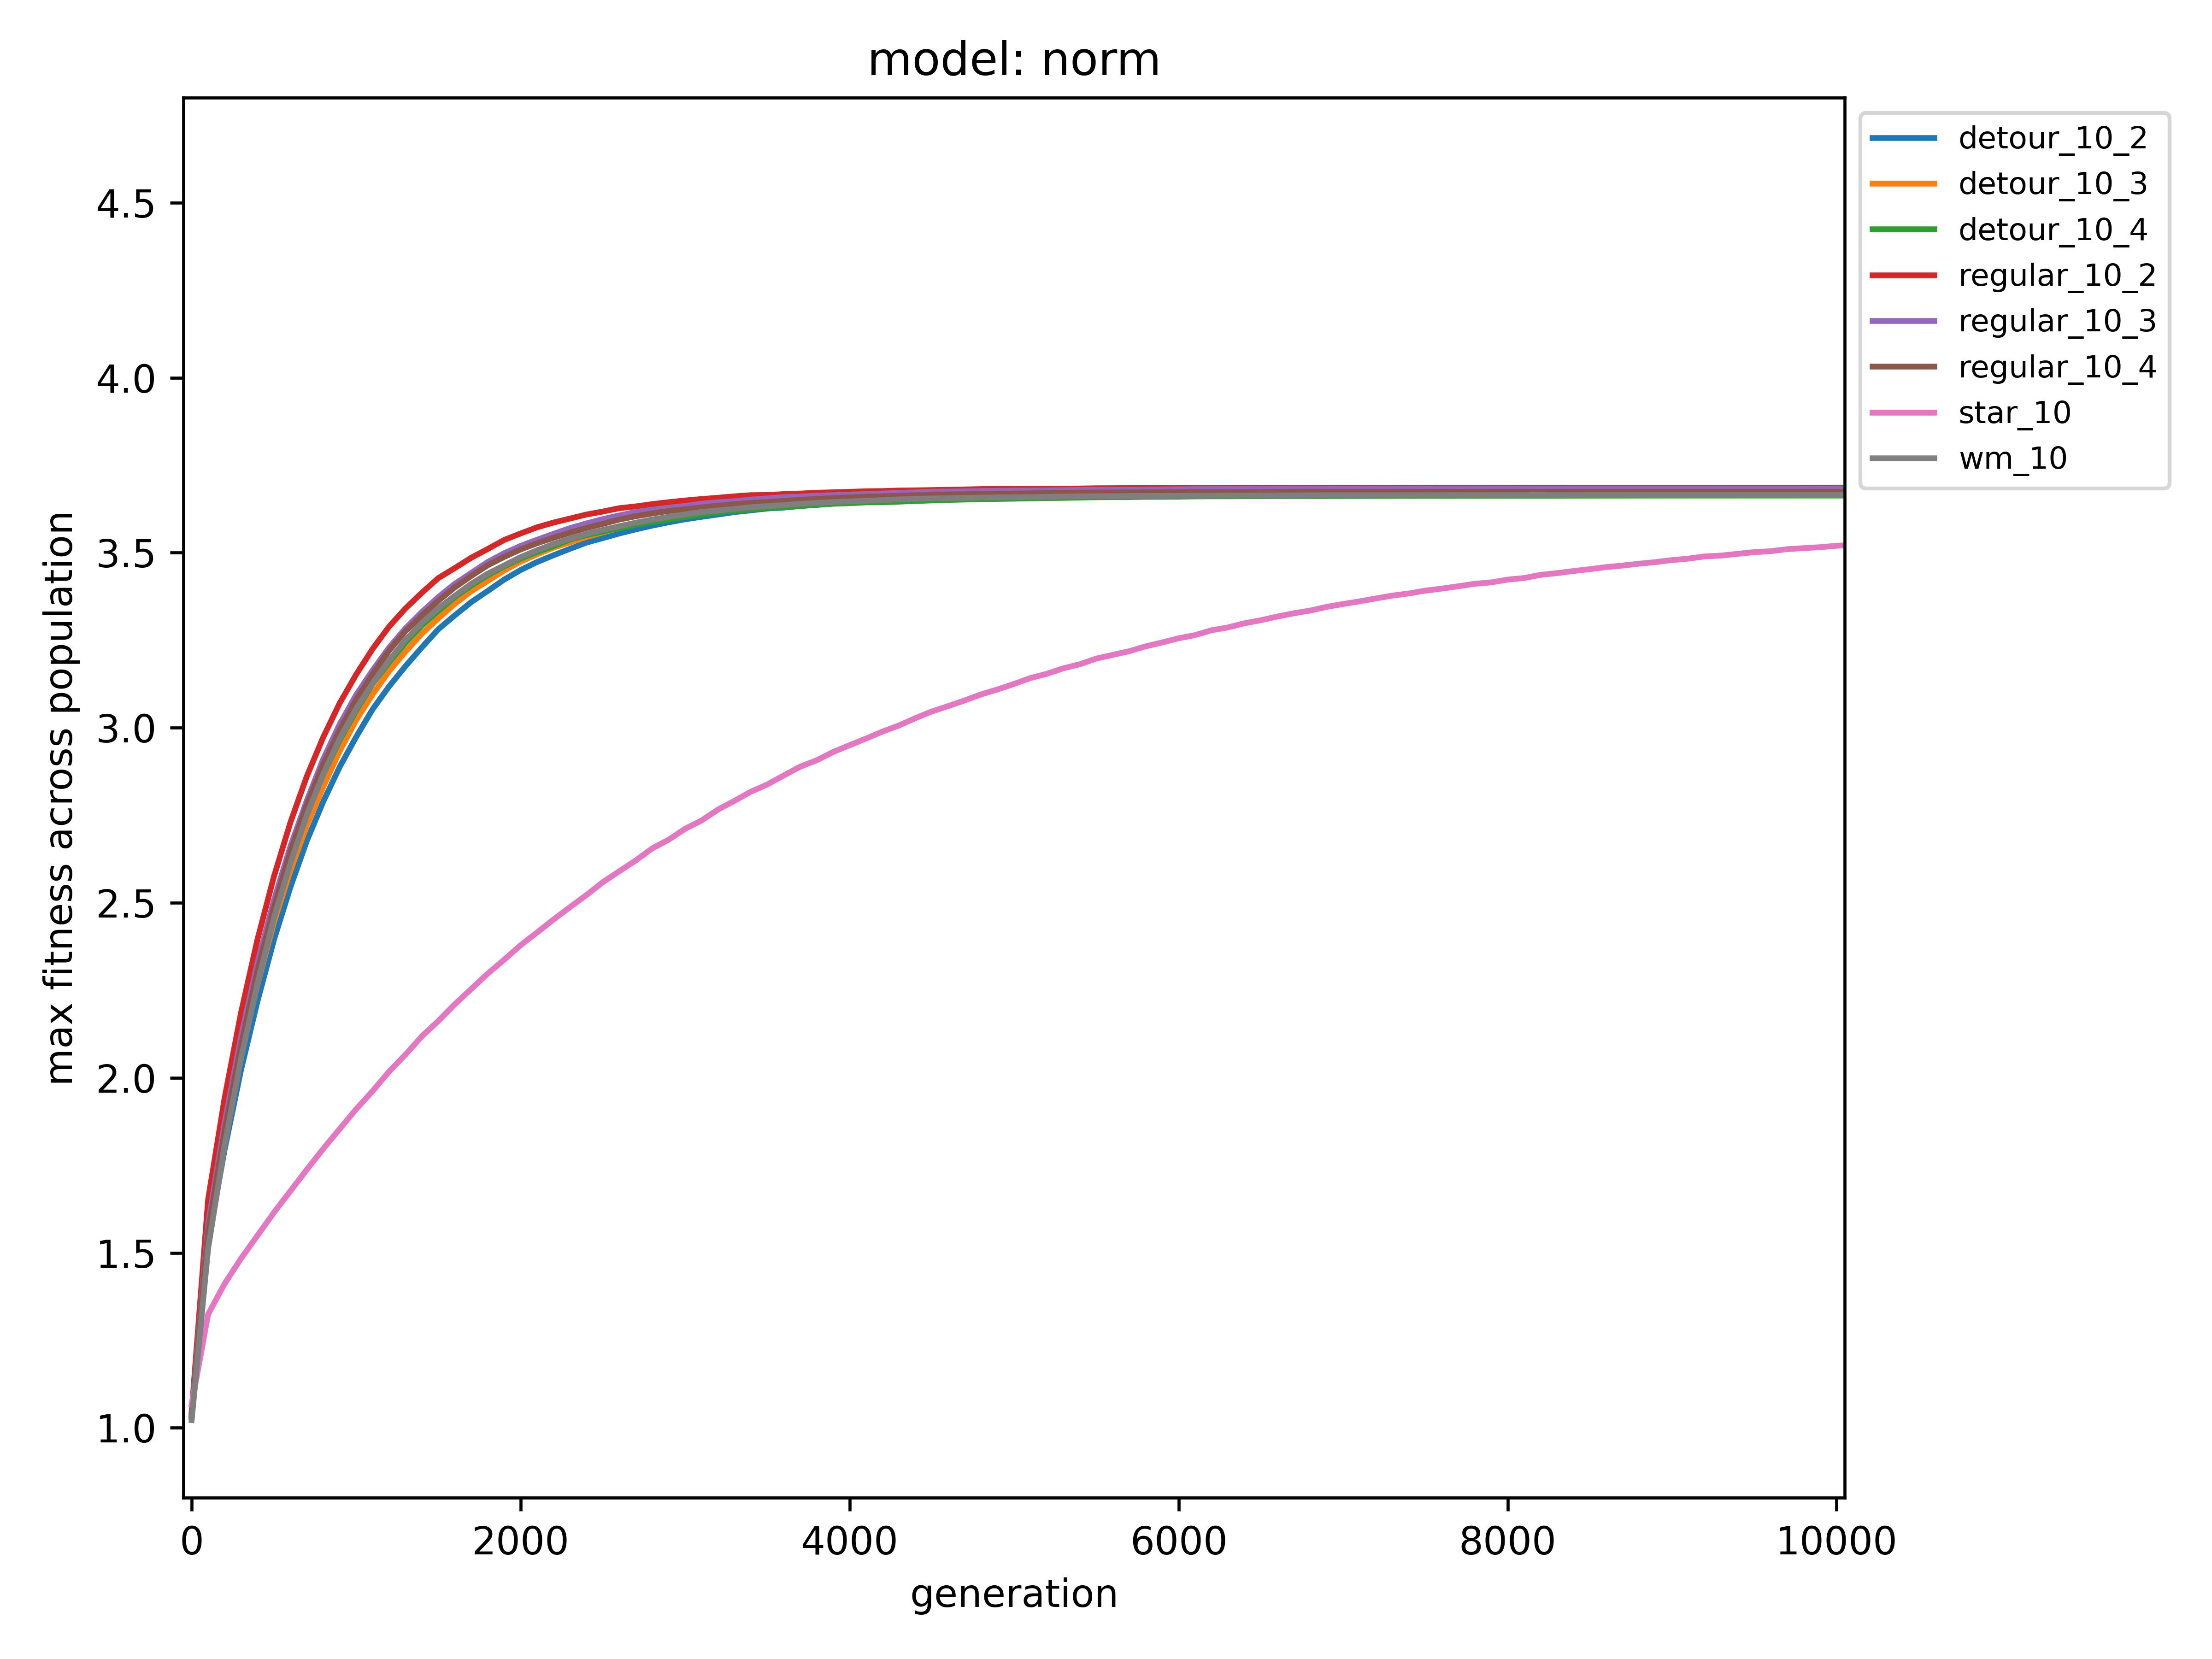 model: norm
max fitness across population
4.5
4.0
3.5
3.0
2.5
2.0
1.5
1.0
0 2000 4000 6000 8000 10000
generation
detour_10_2
detour_10_3
detour_10_4
regular_10_2
regular_10_3
regular_10_4
star_10
wm_10